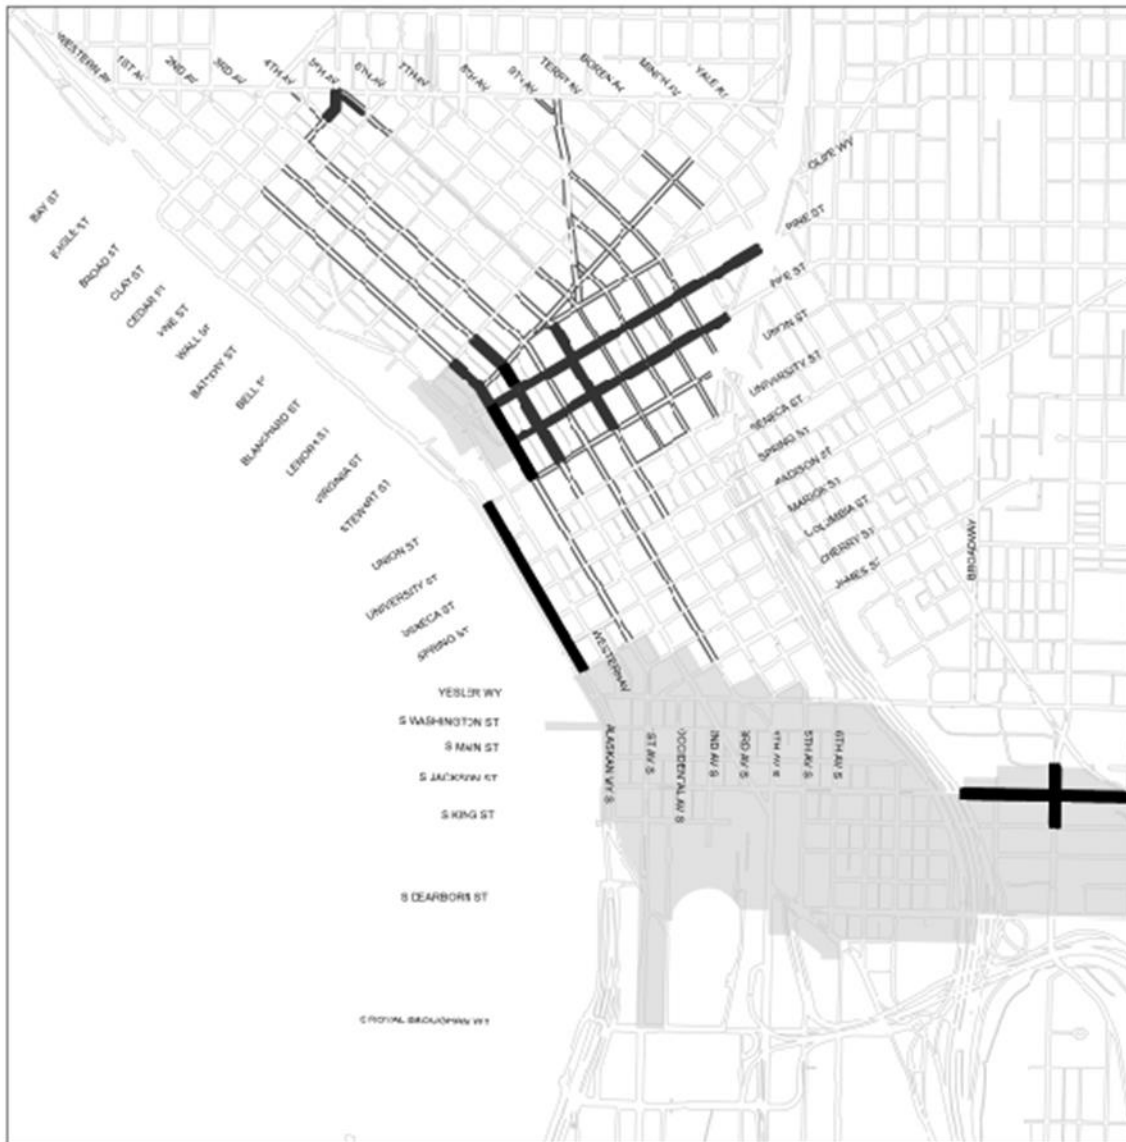 WESTERN AV
1ST AV
2ND AV
3RD AV
4TH AV
5TH AV
6TH AV
7TH AV
8TH AV
9TH AV
TERRY AV
BOREN AV
MINOR AV
YALE AV
OLIVE WY
PINE ST
PIKE ST
UNION ST
UNIVERSITY ST
SENECA ST
SPRING ST
MADISON ST
MARION ST
COLUMBIA ST
CHERRY ST
JAMES ST
BROADWAY
BAY ST
EAGLE ST
BROAD ST
CLAY ST
CEDAR ST
VINE ST
WALL ST
BATTERY ST
BELL ST
BLANCHARD ST
LENORA ST
VIRGINIA ST
STEWART ST
UNION ST
UNIVERSITY ST
SENECA ST
SPRING ST
WESTERN AV
YESLER WY
S WASHINGTON ST
S MAIN ST
S JACKSON ST
S KING ST
S DEARBORN ST
S ROYAL BROUGHAM WY
ALASKAN WY S
1ST AV S
OCCIDENTAL AV S
2ND AV S
3RD AV S
4TH AV S
5TH AV S
6TH AV S